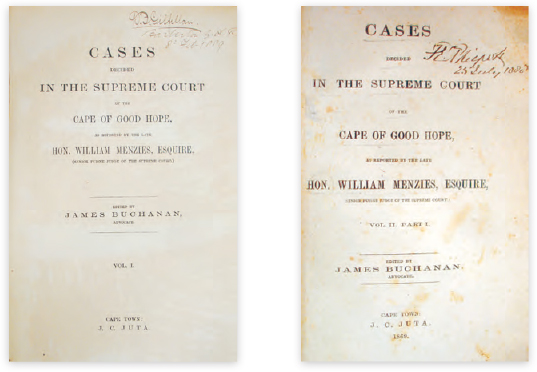 CASES
DECIDED
IN THE SUPREME COURT
OF THE
CAPE OF GOOD HOPE,
AS REPORTED BY THE LATE
HON. WILLIAM MENZIES, ESQUIRE,
(SENIOR PUISNE JUDGE OF THE SUPREME COURT.)
EDITED BY
JAMES BUCHANAN,
ADVOCATE.
VOL. I.
CAPE TOWN:
J. C. JUTA.
CASES
DECIDED
IN THE SUPREME COURT
OF THE
CAPE OF GOOD HOPE,
AS REPORTED BY THE LATE
HON. WILLIAM MENZIES, ESQUIRE,
(SENIOR PUISNE JUDGE OF THE SUPREME COURT.)
VOL. II. PART I.
EDITED BY
JAMES BUCHANAN,
ADVOCATE.
CAPE TOWN:
J. C. JUTA.